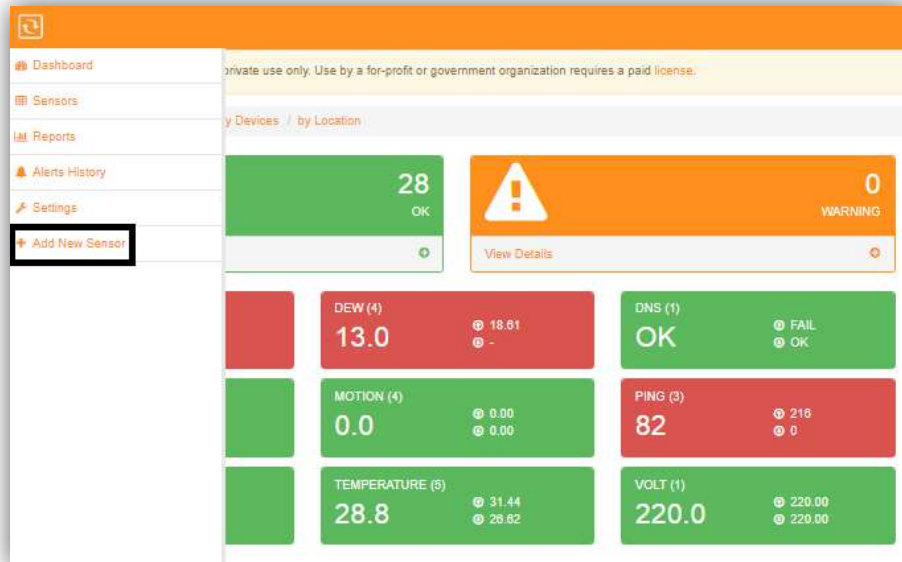 Dashboard
Sensors
Reports
Alerts History
Settings
Add New Sensor
private use only. Use by a for-profit or government organization requires a paid license.
y Devices / by Location
28
OK
0
WARNING
View Details
DEW (4)
13.0
18.61
-
DNS (1)
OK
FAIL
OK
MOTION (4)
0.0
0.00
0.00
PING (3)
82
216
0
TEMPERATURE (5)
28.8
31.44
26.62
VOLT (1)
220.0
220.00
220.00